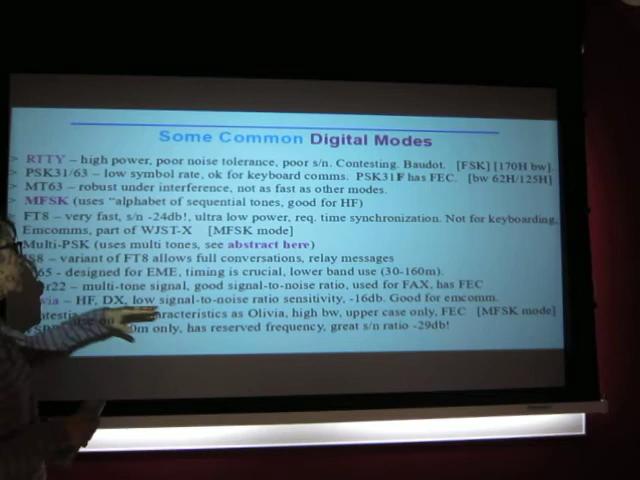 Some Common Digital Modes
> RTTY – high power, poor noise tolerance, poor s/n. Contesting. Baudot. [FSK] [170H bw].
> PSK31/63 – low symbol rate, ok for keyboard comms. PSK31F has FEC. [bw 62H/125H]
> MT63 – robust under interference, not as fast as other modes.
> MFSK (uses “alphabet of sequential tones, good for HF)
FT8 – very fast, s/n -24db!, ultra low power, req. time synchronization. Not for keyboarding,
Emcomms, part of WJST-X [MFSK mode]
Multi-PSK (uses multi tones, see abstract here)
S8 – variant of FT8 allows full conversations, relay messages
65 - designed for EME, timing is crucial, lower band use (30-160m).
r22 – multi-tone signal, good signal-to-noise ratio, used for FAX, has FEC
via – HF, DX, low signal-to-noise ratio sensitivity, -16db. Good for emcomm.
aracteristics as Olivia, high bw, upper case only, FEC [MFSK mode]
0m only, has reserved frequency, great s/n ratio -29db!